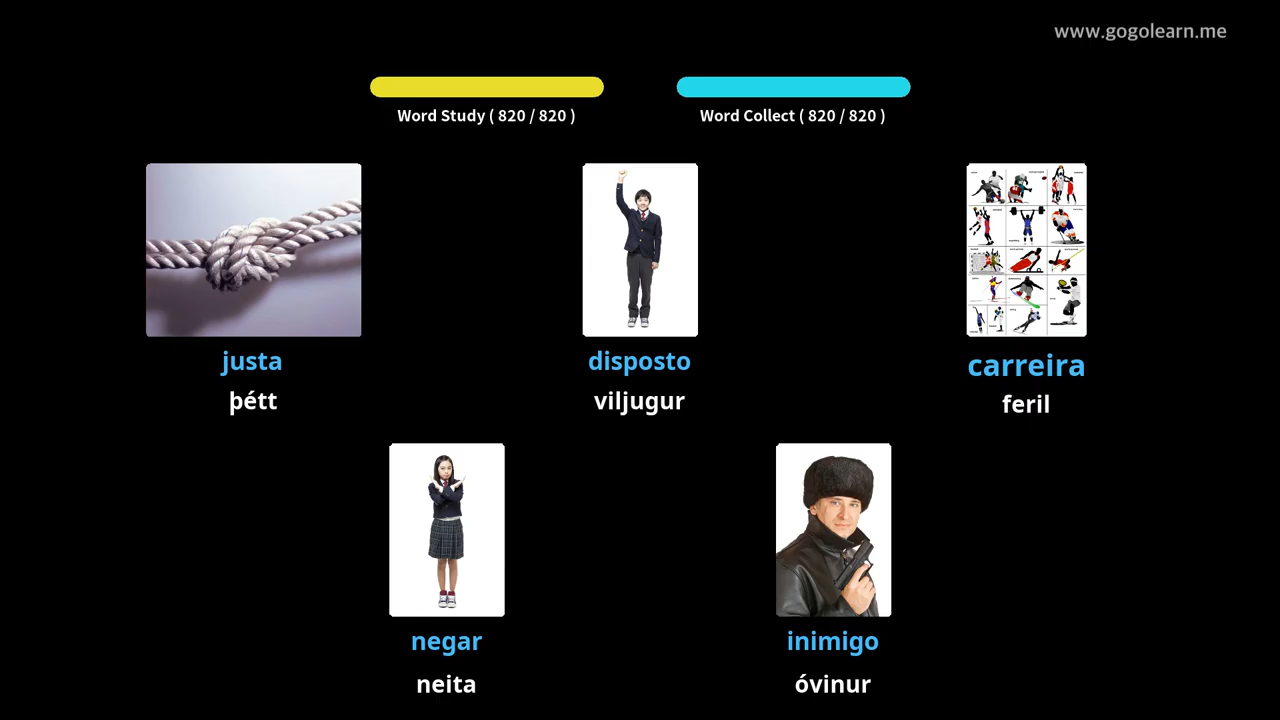 www.gogolearn.me
Word Study ( 820 / 820 )
Word Collect ( 820 / 820 )
justa
disposto
carreira
þétt
viljugur
feril
negar
inimigo
neita
óvinur